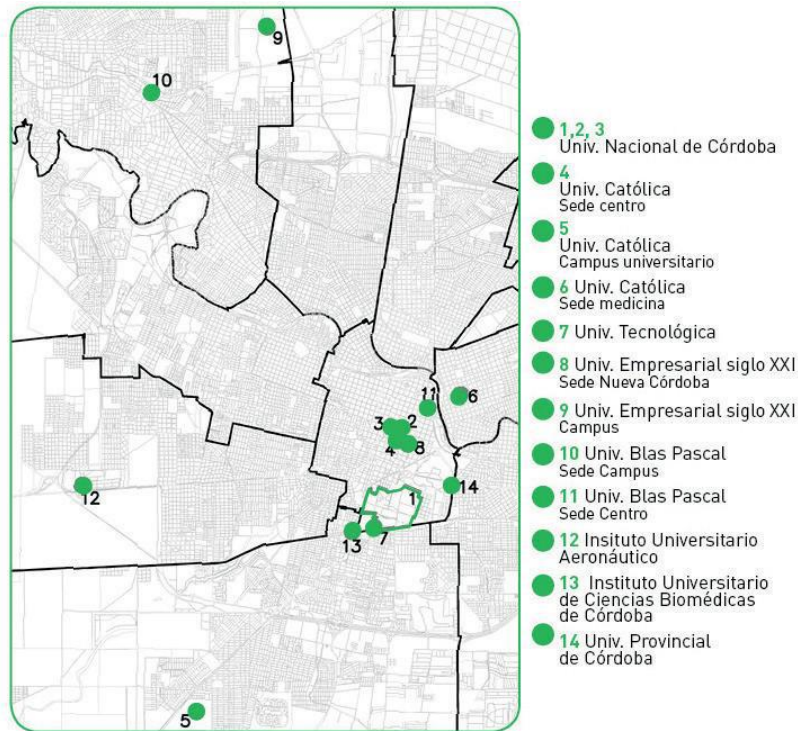 9
10
11
6
3
2
4
8
1
14
12
13
7
5
1,2, 3
Univ. Nacional de Córdoba
4
Univ. Católica
Sede centro
5
Univ. Católica
Campus universitario
6 Univ. Católica
Sede medicina
7 Univ. Tecnológica
8 Univ. Empresarial siglo XXI
Sede Nueva Córdoba
9 Univ. Empresarial siglo XXI
Campus
10 Univ. Blas Pascal
Sede Campus
11 Univ. Blas Pascal
Sede Centro
12 Insituto Universitario
Aeronáutico
13 Instituto Universitario
de Ciencias Biomédicas
de Córdoba
14 Univ. Provincial
de Córdoba